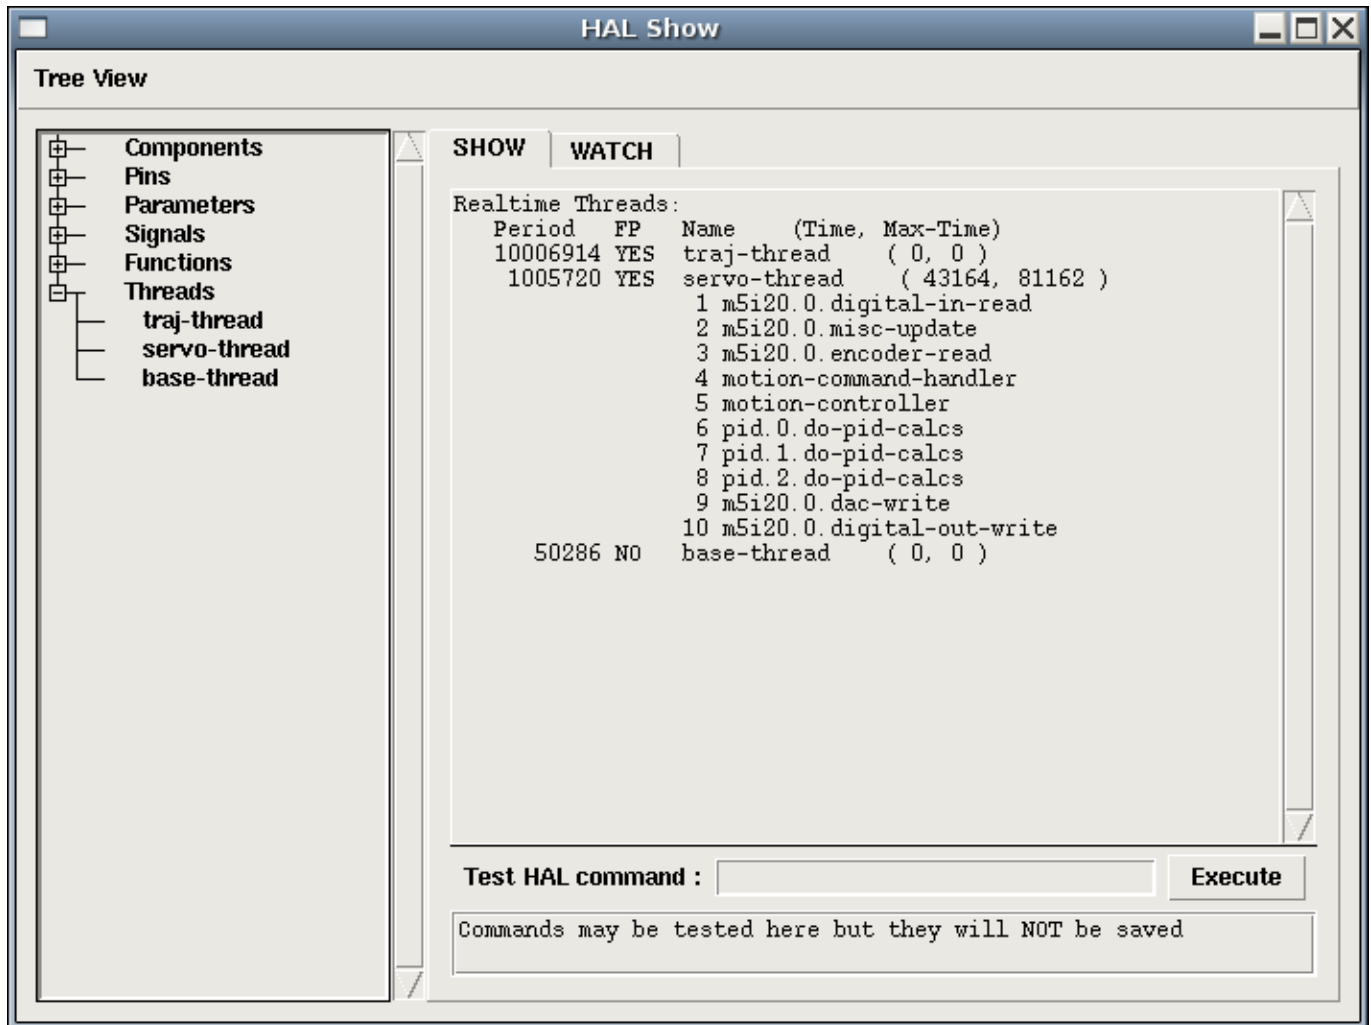 HAL Show
Tree View
Components
Pins
Parameters
Signals
Functions
Threads
traj-thread
servo-thread
base-thread
SHOW WATCH
Realtime Threads:
Period FP Name (Time, Max-Time)
10006914 YES traj-thread ( 0, 0 )
1005720 YES servo-thread ( 43164, 81162 )
1 m5i20.0.digital-in-read
2 m5i20.0.misc-update
3 m5i20.0.encoder-read
4 motion-command-handler
5 motion-controller
6 pid.0.do-pid-calcs
7 pid.1.do-pid-calcs
8 pid.2.do-pid-calcs
9 m5i20.0.dac-write
10 m5i20.0.digital-out-write
50286 NO base-thread ( 0, 0 )
Test HAL command : Execute
Commands may be tested here but they will NOT be saved